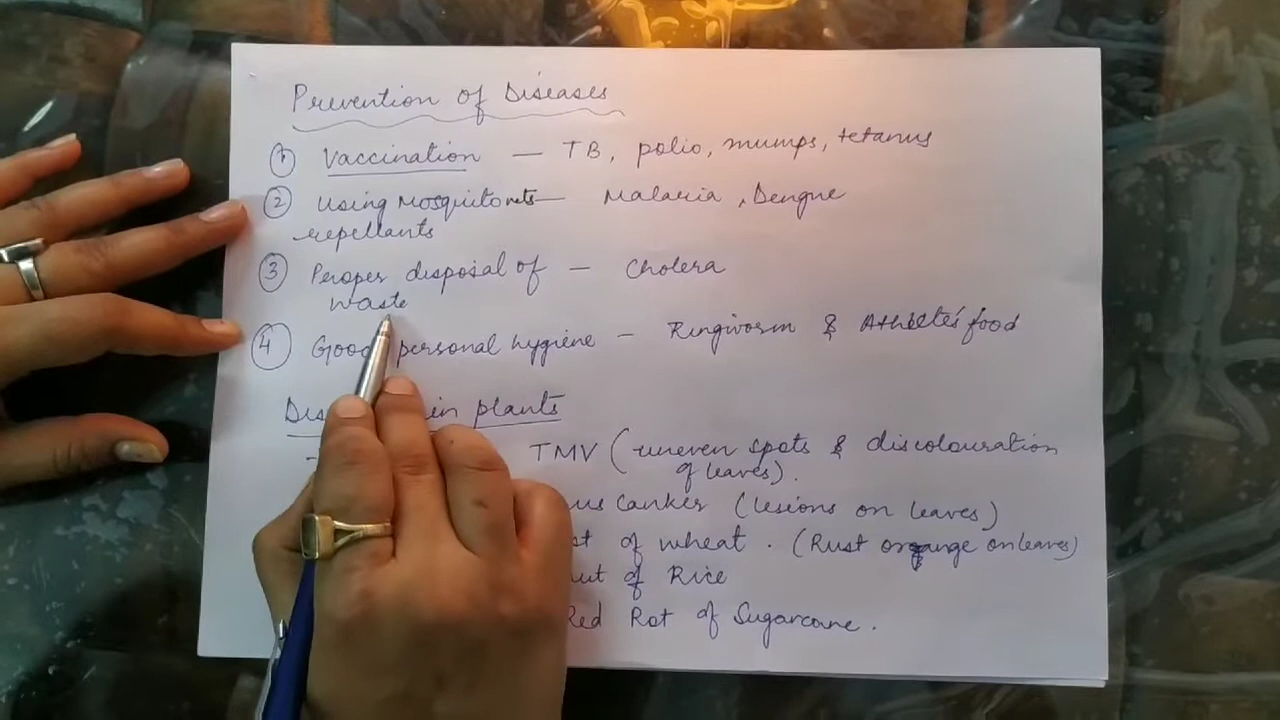 Prevention of Diseases
1 Vaccination — TB, polio, mumps, tetanus
2 Using Mosquito nets — Malaria, Dengue
repellants
3 Proper disposal of — Cholera
waste
4 Good personal hygiene — Ringworm & Athlete's food
in plants
TMV (uneven spots & discolouration
of leaves).
Canker (lesions on leaves)
of wheat. (Rust orange on leaves)
of Rice
Red Rot of Sugarcane.